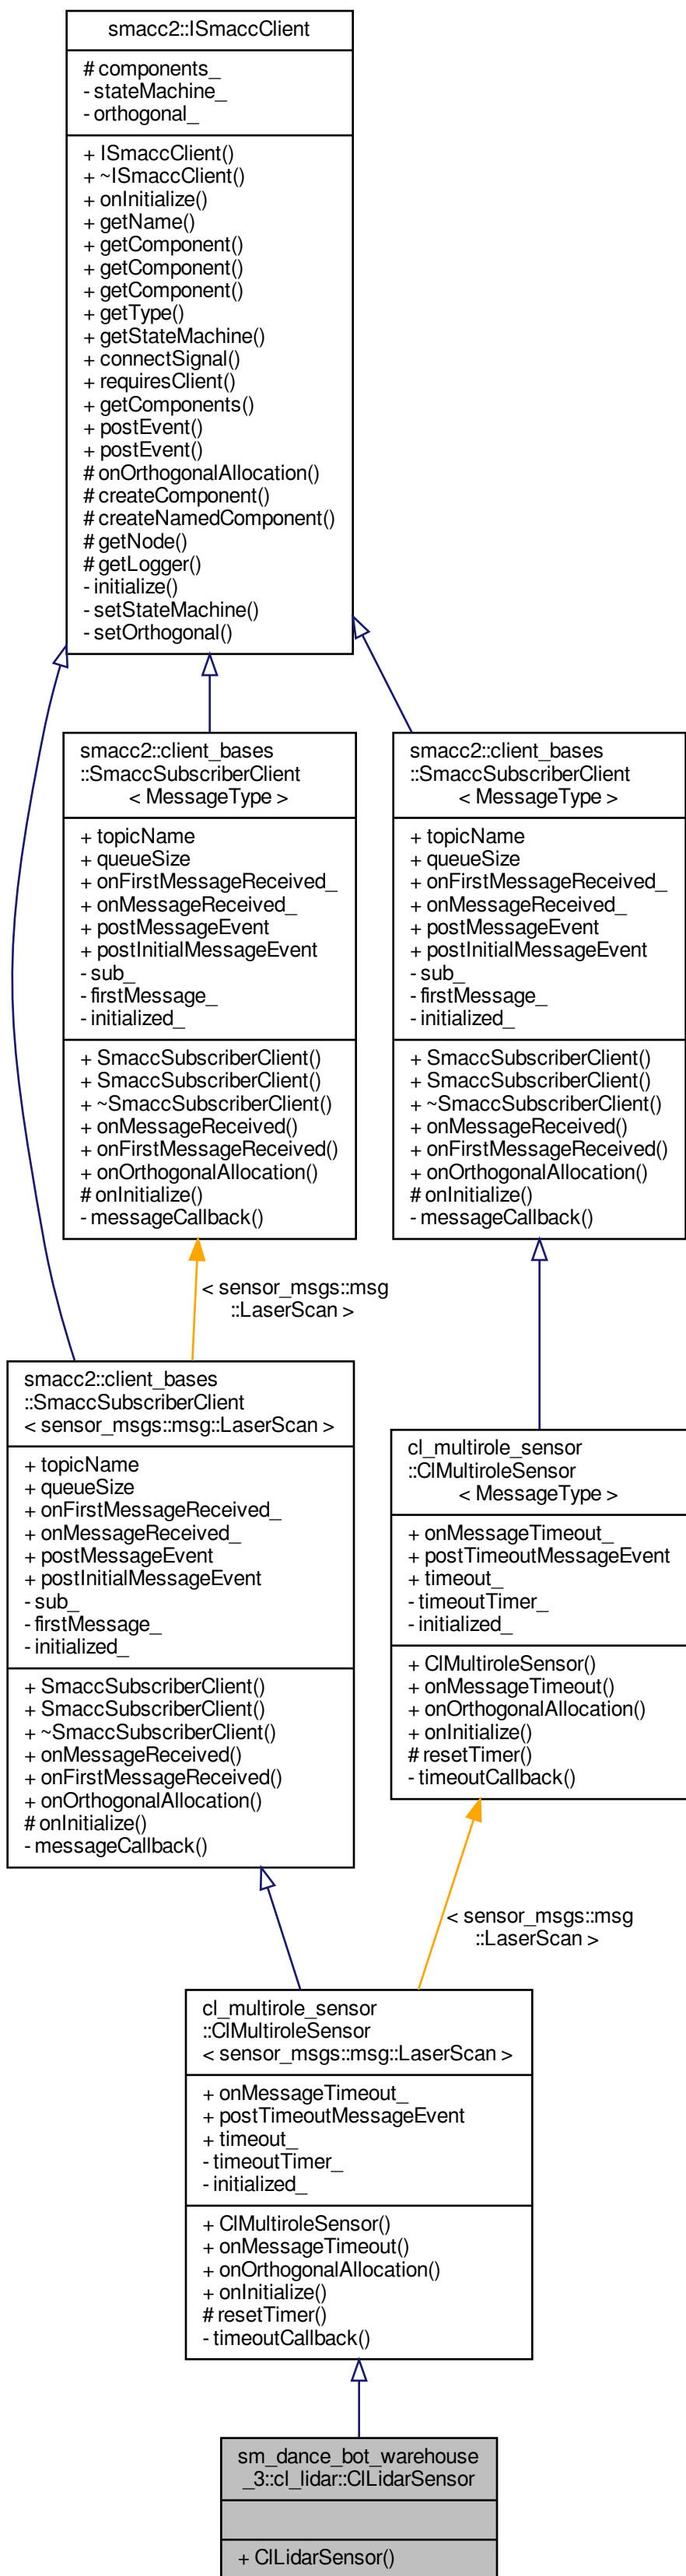 smacc2::ISmaccClient
# components_
- stateMachine_
- orthogonal_
+ ISmaccClient()
+ ~ISmaccClient()
+ onInitialize()
+ getName()
+ getComponent()
+ getComponent()
+ getComponent()
+ getType()
+ getStateMachine()
+ connectSignal()
+ requiresClient()
+ getComponents()
+ postEvent()
+ postEvent()
# onOrthogonalAllocation()
# createComponent()
# createNamedComponent()
# getNode()
# getLogger()
- initialize()
- setStateMachine()
- setOrthogonal()
smacc2::client_bases
::SmaccSubscriberClient
< MessageType >
+ topicName
+ queueSize
+ onFirstMessageReceived_
+ onMessageReceived_
+ postMessageEvent
+ postInitialMessageEvent
- sub_
- firstMessage_
- initialized_
+ SmaccSubscriberClient()
+ SmaccSubscriberClient()
+ ~SmaccSubscriberClient()
+ onMessageReceived()
+ onFirstMessageReceived()
+ onOrthogonalAllocation()
# onInitialize()
- messageCallback()
smacc2::client_bases
::SmaccSubscriberClient
< MessageType >
+ topicName
+ queueSize
+ onFirstMessageReceived_
+ onMessageReceived_
+ postMessageEvent
+ postInitialMessageEvent
- sub_
- firstMessage_
- initialized_
+ SmaccSubscriberClient()
+ SmaccSubscriberClient()
+ ~SmaccSubscriberClient()
+ onMessageReceived()
+ onFirstMessageReceived()
+ onOrthogonalAllocation()
# onInitialize()
- messageCallback()
< sensor_msgs::msg
::LaserScan >
smacc2::client_bases
::SmaccSubscriberClient
< sensor_msgs::msg::LaserScan >
+ topicName
+ queueSize
+ onFirstMessageReceived_
+ onMessageReceived_
+ postMessageEvent
+ postInitialMessageEvent
- sub_
- firstMessage_
- initialized_
+ SmaccSubscriberClient()
+ SmaccSubscriberClient()
+ ~SmaccSubscriberClient()
+ onMessageReceived()
+ onFirstMessageReceived()
+ onOrthogonalAllocation()
# onInitialize()
- messageCallback()
cl_multirole_sensor
::ClMultiroleSensor
< MessageType >
+ onMessageTimeout_
+ postTimeoutMessageEvent
+ timeout_
- timeoutTimer_
- initialized_
+ ClMultiroleSensor()
+ onMessageTimeout()
+ onOrthogonalAllocation()
+ onInitialize()
# resetTimer()
- timeoutCallback()
< sensor_msgs::msg
::LaserScan >
cl_multirole_sensor
::ClMultiroleSensor
< sensor_msgs::msg::LaserScan >
+ onMessageTimeout_
+ postTimeoutMessageEvent
+ timeout_
- timeoutTimer_
- initialized_
+ ClMultiroleSensor()
+ onMessageTimeout()
+ onOrthogonalAllocation()
+ onInitialize()
# resetTimer()
- timeoutCallback()
sm_dance_bot_warehouse
_3::cl_lidar::ClLidarSensor
+ ClLidarSensor()